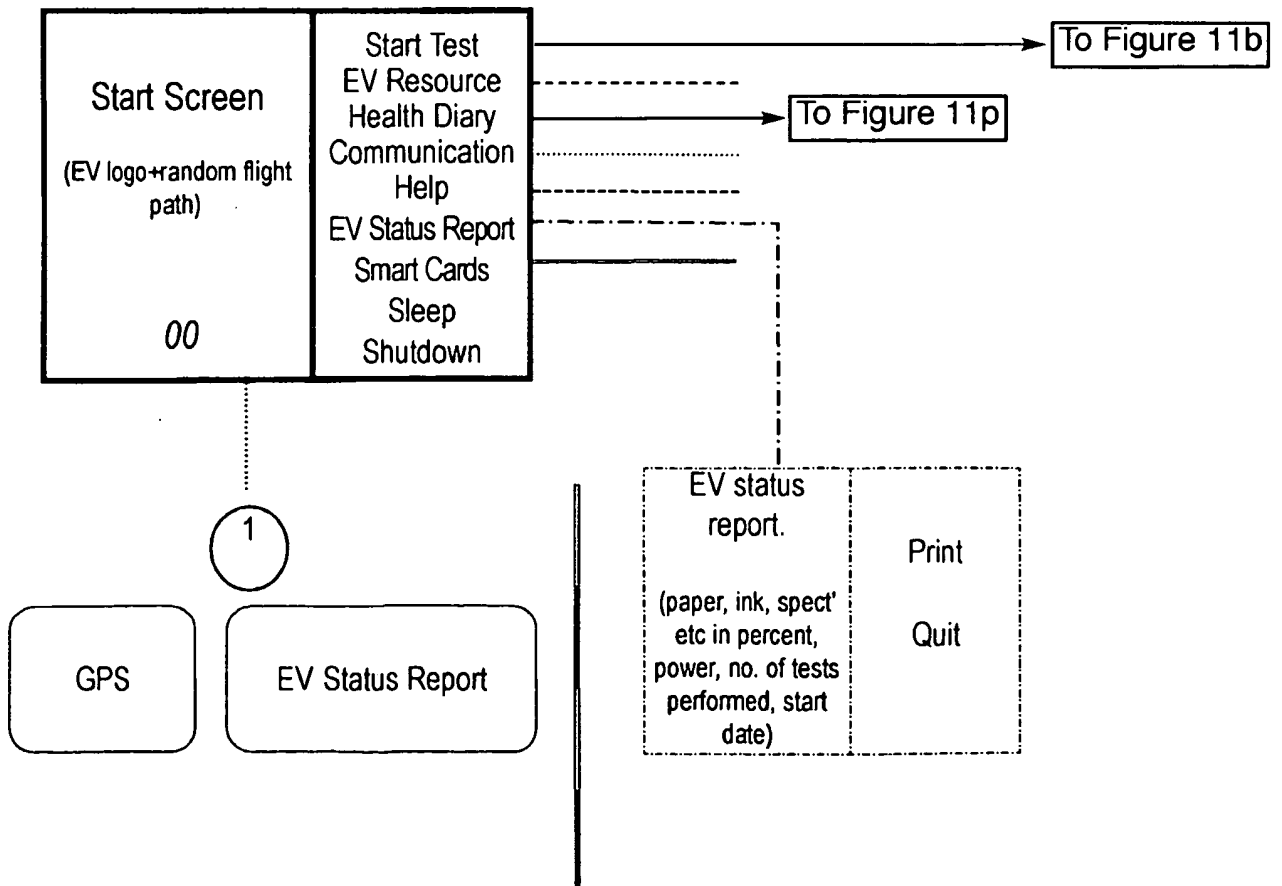 Start Screen
(EV logo+random flight
path)
00
Start Test
EV Resource
Health Diary
Communication
Help
EV Status Report
Smart Cards
Sleep
Shutdown
To Figure 11b
To Figure 11p
1
GPS
EV Status Report
EV status
report.
(paper, ink, spect'
etc in percent,
power, no. of tests
performed, start
date)
Print
Quit